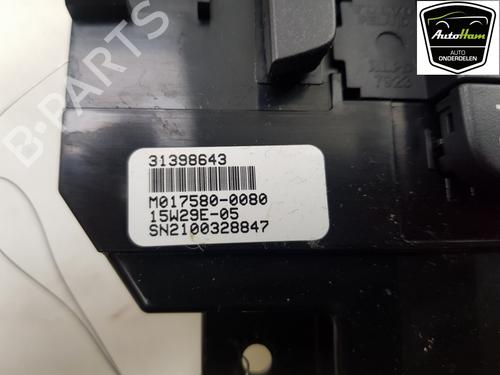 AutoHam
AUTO
ONDERDELEN
B-PARTS
31398643
M017580-0080
15W29E-05
SN2100328847